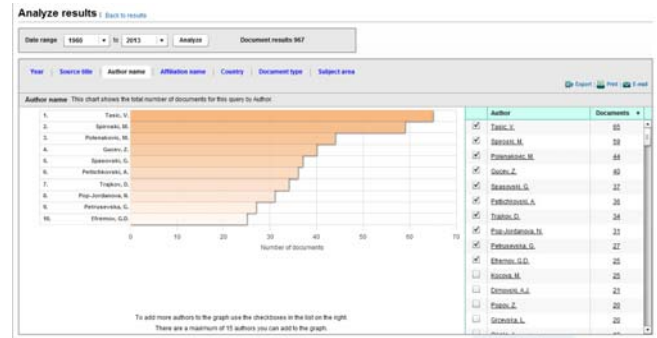 Analyze results | Back to results
Date range 1960 to 2013 Analyze Document results 967
Year Source title Author name Affiliation name Country Document type Subject area
Export Print E-mail
Author name This chart shows the total number of documents for this query by Author.
1. Tasic, V.
2. Spiroski, M.
3. Polenakovic, M.
4. Gucev, Z.
5. Spasovski, G.
6. Petlichkovski, A.
7. Trajkov, D.
8. Pop-Jordanova, N.
9. Petrusevska, G.
10. Efremov, G.D.
0 10 20 30 40 50 60 70
Number of documents
To add more authors to the graph use the checkboxes in the list on the right
There are a maximum of 15 authors you can add to the graph.
Author Documents
Tasic, V. 65
Spiroski, M. 59
Polenakovic, M. 44
Gucev, Z. 40
Spasovski, G. 37
Petlichkovski, A. 36
Trajkov, D. 34
Pop-Jordanova, N. 31
Petrusevska, G. 27
Efremov, G.D. 25
Kocova, M. 25
Dimovski, A.J. 21
Popov, Z. 20
Grcevska, L. 20